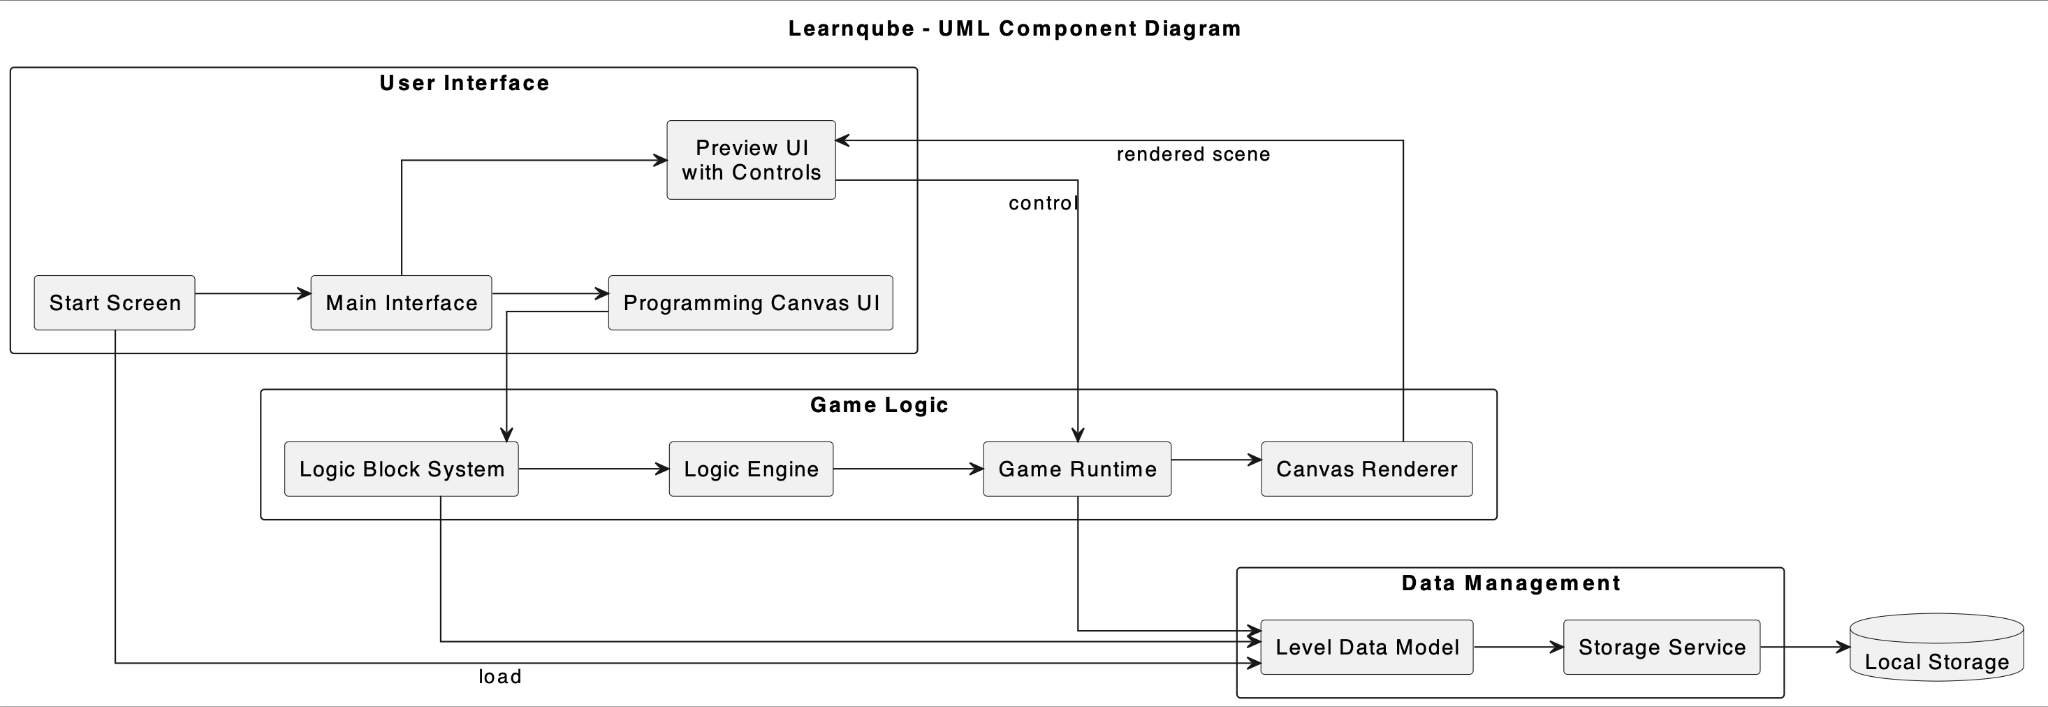 Learnqube - UML Component Diagram
User Interface
Preview UI
with Controls
rendered scene
control
Start Screen
Main Interface
Programming Canvas UI
Game Logic
Logic Block System
Logic Engine
Game Runtime
Canvas Renderer
Data Management
Level Data Model
Storage Service
Local Storage
load